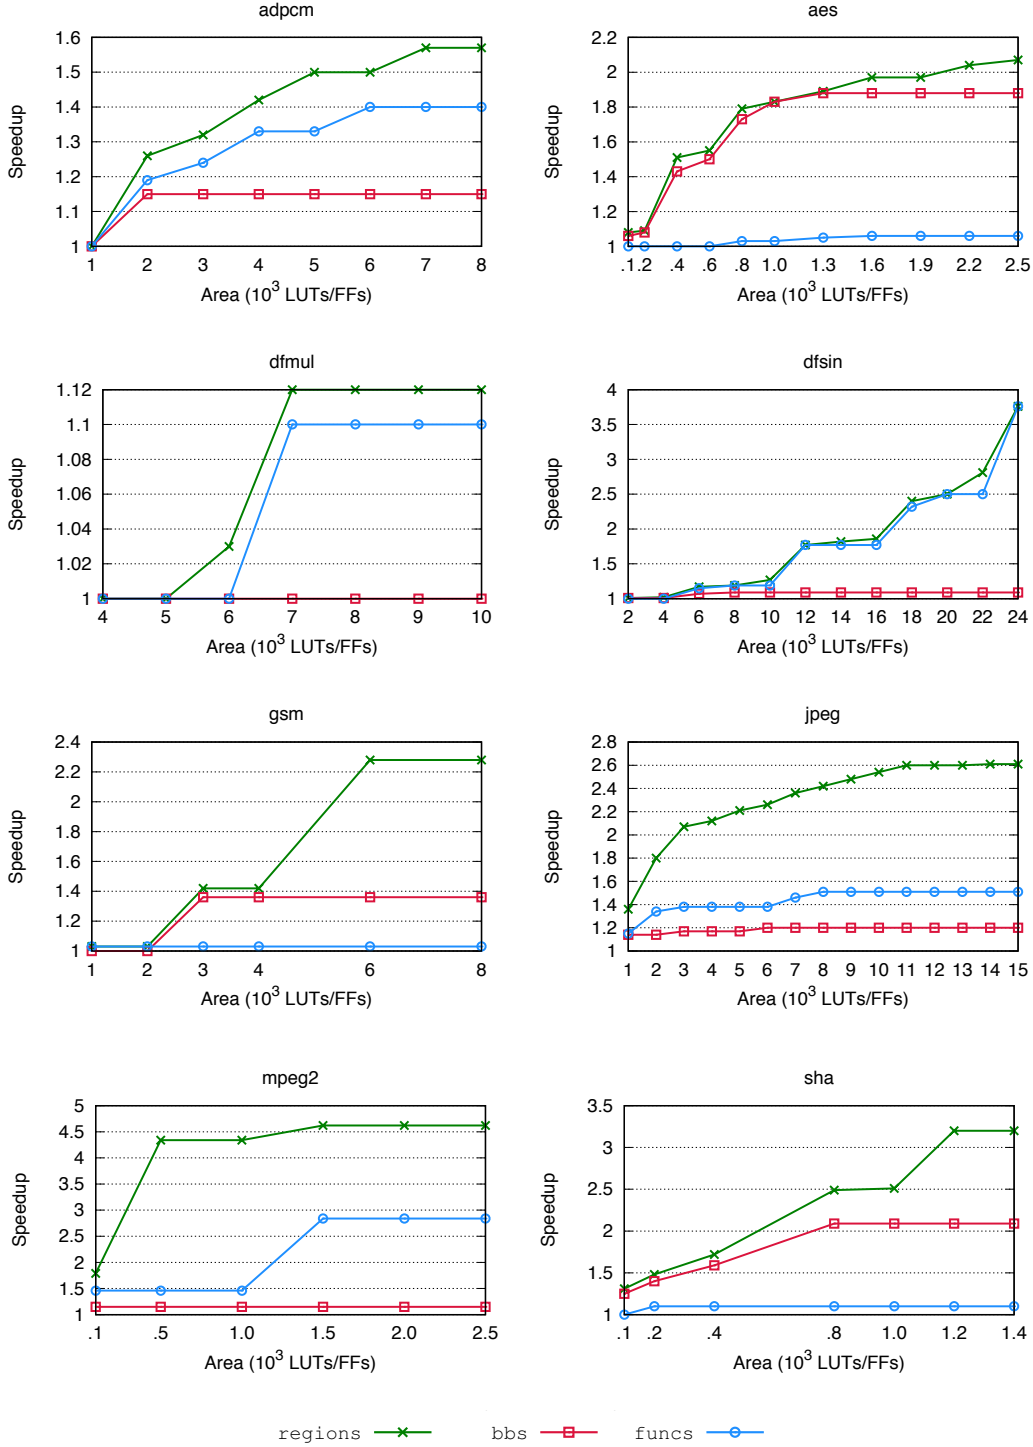 adpcm
1.6
1.5
1.4
1.3
1.2
1.1
1
Speedup
1 2 3 4 5 6 7 8
Area (10³ LUTs/FFs)
aes
2.2
2
1.8
1.6
1.4
1.2
1
Speedup
.1 .2 .4 .6 .8 1.0 1.3 1.6 1.9 2.2 2.5
Area (10³ LUTs/FFs)
dfmul
1.12
1.1
1.08
1.06
1.04
1.02
1
Speedup
4 5 6 7 8 9 10
Area (10³ LUTs/FFs)
dfsin
4
3.5
3
2.5
2
1.5
1
Speedup
2 4 6 8 10 12 14 16 18 20 22 24
Area (10³ LUTs/FFs)
gsm
2.4
2.2
2
1.8
1.6
1.4
1.2
1
Speedup
1 2 3 4 6 8
Area (10³ LUTs/FFs)
jpeg
2.8
2.6
2.4
2.2
2
1.8
1.6
1.4
1.2
1
Speedup
1 2 3 4 5 6 7 8 9 10 11 12 13 14 15
Area (10³ LUTs/FFs)
mpeg2
5
4.5
4
3.5
3
2.5
2
1.5
1
Speedup
.1 .5 1.0 1.5 2.0 2.5
Area (10³ LUTs/FFs)
sha
3.5
3
2.5
2
1.5
1
Speedup
.1 .2 .4 .8 1.0 1.2 1.4
Area (10³ LUTs/FFs)
regions bbs funcs